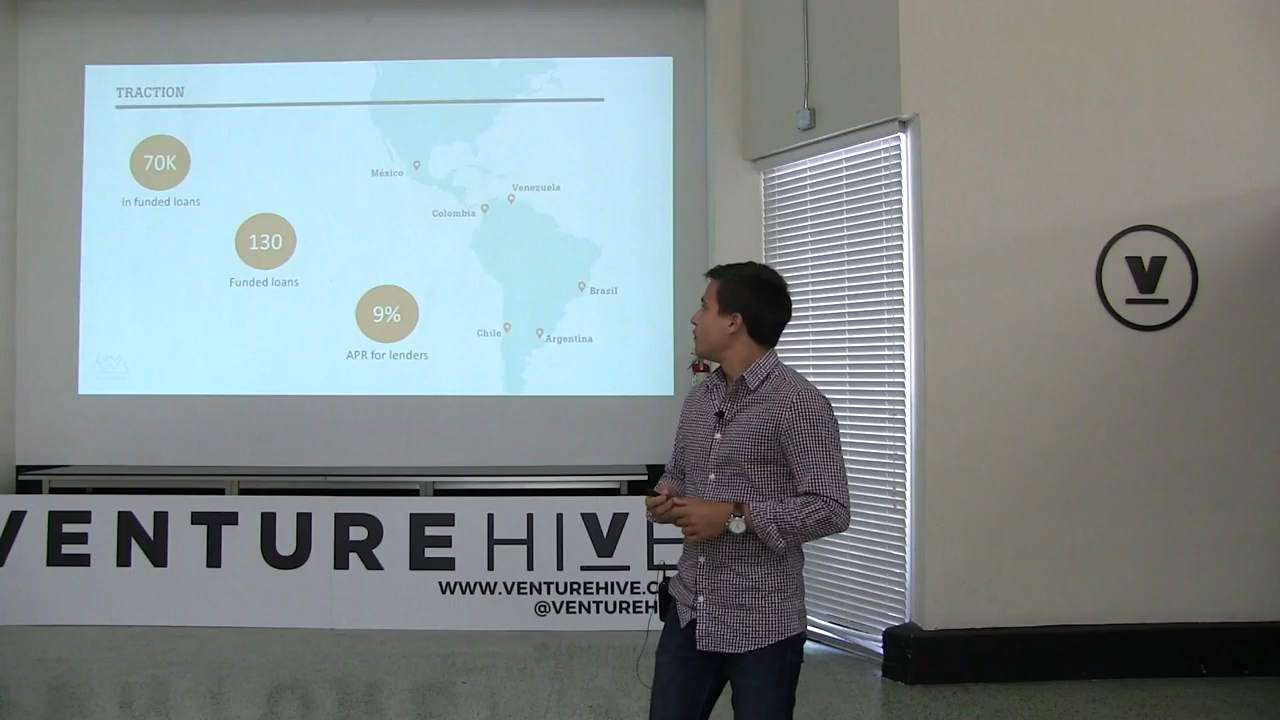 TRACTION
70K
in funded loans
130
Funded loans
9%
APR for lenders
México
Venezuela
Colombia
Brasil
Chile
Argentina
V
VENTURE HIVE
WWW.VENTUREHIVE.C
@VENTUREH